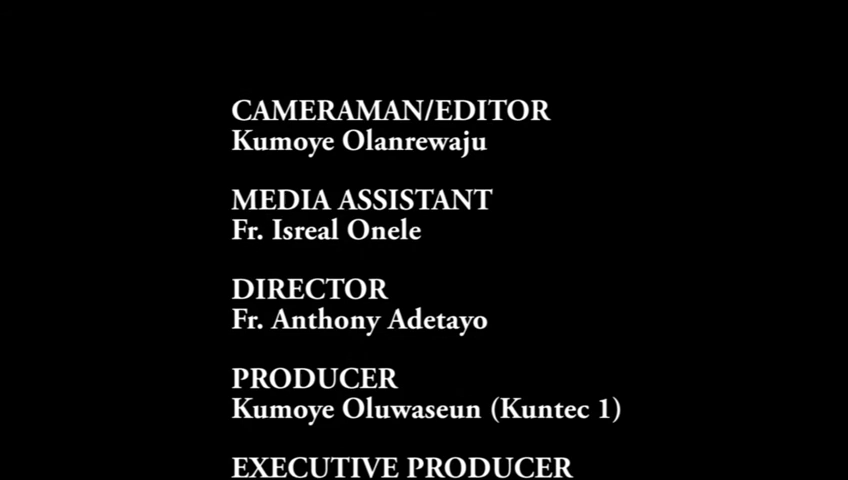 CAMERAMAN/EDITOR
Kumoye Olanrewaju
MEDIA ASSISTANT
Fr. Isreal Onele
DIRECTOR
Fr. Anthony Adetayo
PRODUCER
Kumoye Oluwaseun (Kuntec 1)
EXECUTIVE PRODUCER